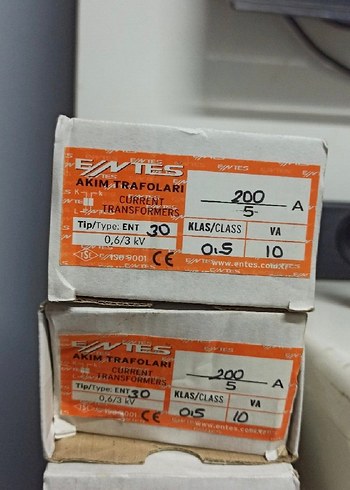 ENTES
AKIM TRAFOLARI
CURRENT
TRANSFORMERS
200
5
A
Tip/Type: ENT 30
0,6/3 kV
KLAS/CLASS
VA
0.5
10
TSE ISO 9001 CE
www.entes.com.tr
ENTES
AKIM TRAFOLARI
CURRENT
TRANSFORMERS
200
5
A
Tip/Type: ENT 30
0,6/3 kV
KLAS/CLASS
VA
0.5
10
CE
www.entes.com.tr